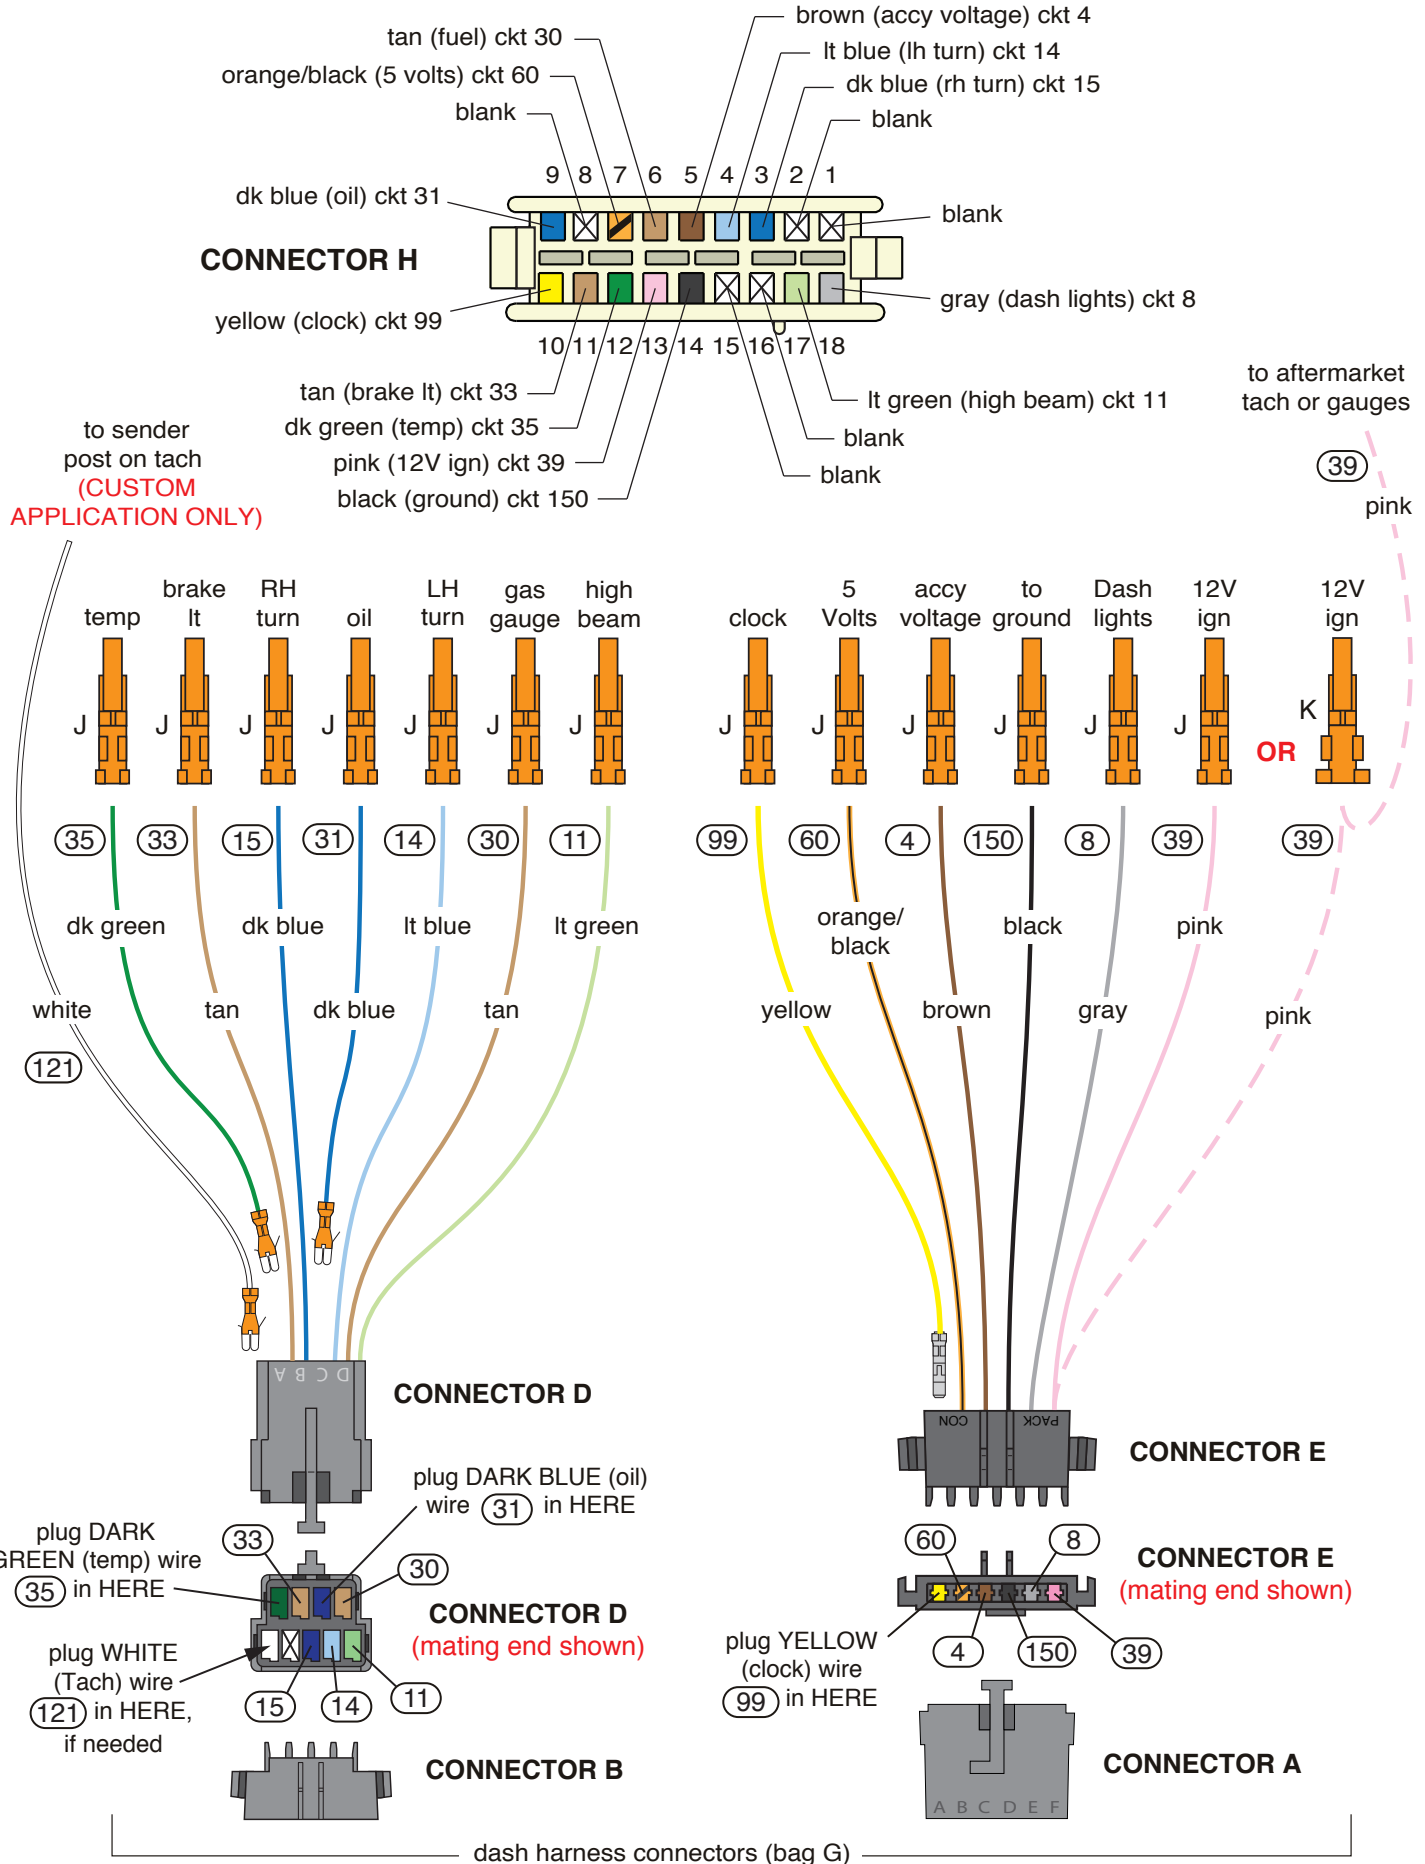 brown (accy voltage) ckt 4
tan (fuel) ckt 30
lt blue (lh turn) ckt 14
orange/black (5 volts) ckt 60
dk blue (rh turn) ckt 15
blank
blank
9 8 7 6 5 4 3 2 1
dk blue (oil) ckt 31
blank
CONNECTOR H
gray (dash lights) ckt 8
yellow (clock) ckt 99
10 11 12 13 14 15 16 17 18
tan (brake lt) ckt 33
lt green (high beam) ckt 11
dk green (temp) ckt 35
blank
pink (12V ign) ckt 39
blank
black (ground) ckt 150
to aftermarket
tach or gauges
39
pink
to sender
post on tach
(CUSTOM
APPLICATION ONLY)
temp
brake
lt
RH
turn
oil
LH
turn
gas
gauge
high
beam
clock
5
Volts
accy
voltage
to
ground
Dash
lights
12V
ign
12V
ign
J J J J J J J J J J J J J
OR
K
35 33 15 31 14 30 11 99 60 4 150 8 39 39
dk green
dk blue
lt blue
lt green
orange/
black
black
pink
white
tan
dk blue
tan
yellow
brown
gray
pink
121
A B C D
CONNECTOR D
CON
PACK
CONNECTOR E
plug DARK BLUE (oil)
wire 31 in HERE
plug DARK
GREEN (temp) wire
35 in HERE
33
30
CONNECTOR D
(mating end shown)
plug WHITE
(Tach) wire
121 in HERE,
if needed
15
14
11
60
8
CONNECTOR E
(mating end shown)
plug YELLOW
(clock) wire
99 in HERE
4
150
39
CONNECTOR B
CONNECTOR A
A B C D E F
dash harness connectors (bag G)